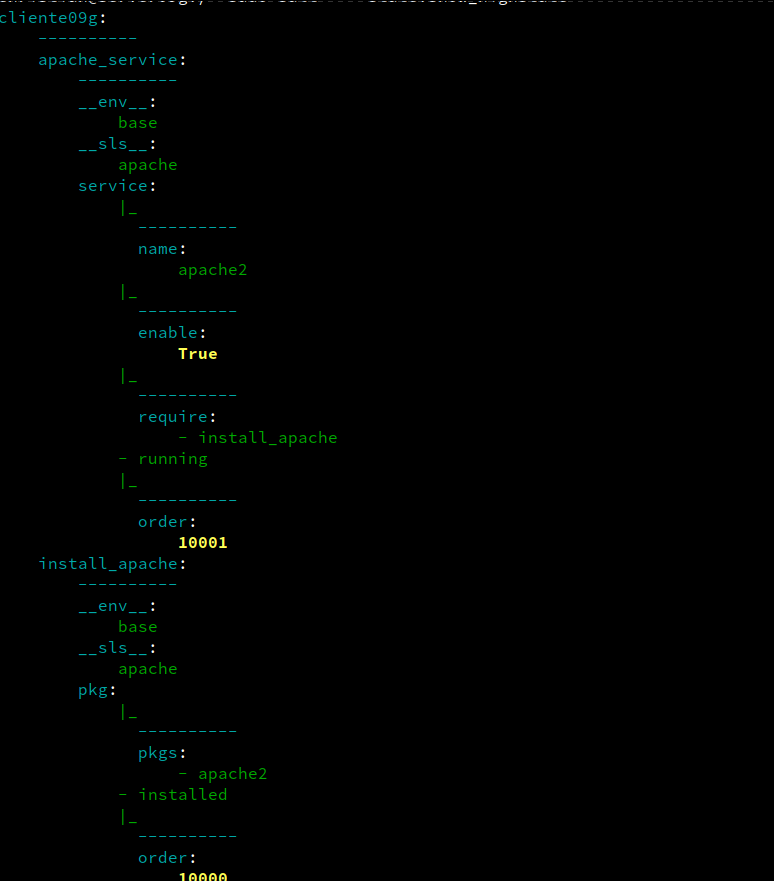 cliente09g:
    ----------
    apache_service:
        ----------
        __env__:
            base
        __sls__:
            apache
        service:
            |_
              ----------
              name:
                  apache2
            |_
              ----------
              enable:
                  True
            |_
              ----------
              require:
                  - install_apache
            - running
            |_
              ----------
              order:
                  10001
    install_apache:
        ----------
        __env__:
            base
        __sls__:
            apache
        pkg:
            |_
              ----------
              pkgs:
                  - apache2
            - installed
            |_
              ----------
              order:
                  10000